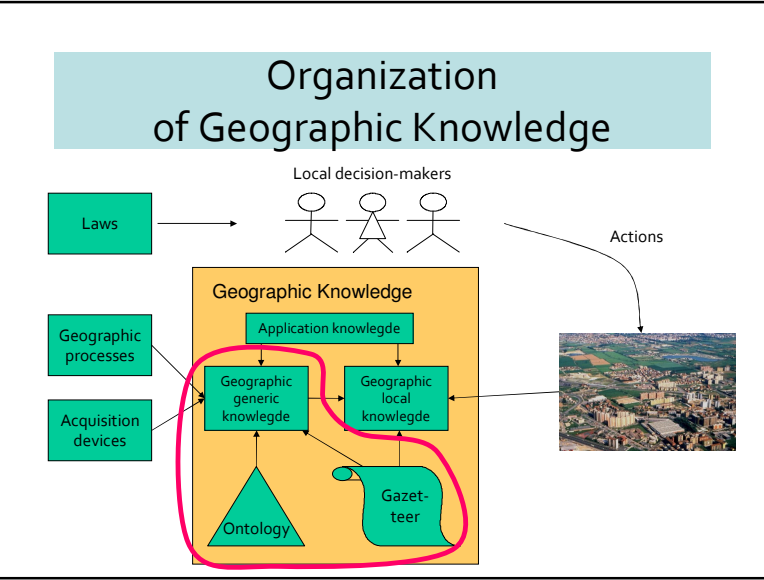 Organization
of Geographic Knowledge
Local decision-makers
Laws
Actions
Geographic Knowledge
Application knowlegde
Geographic
processes
Geographic
generic
knowlegde
Geographic
local
knowlegde
Acquisition
devices
Ontology
Gazet-
teer